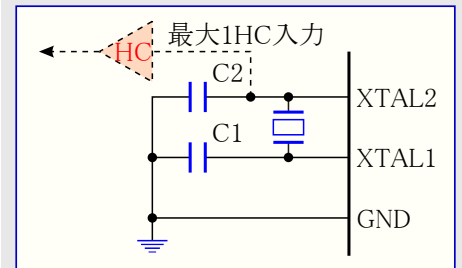 最大1HC入力
HC
C2
XTAL2
C1
XTAL1
GND